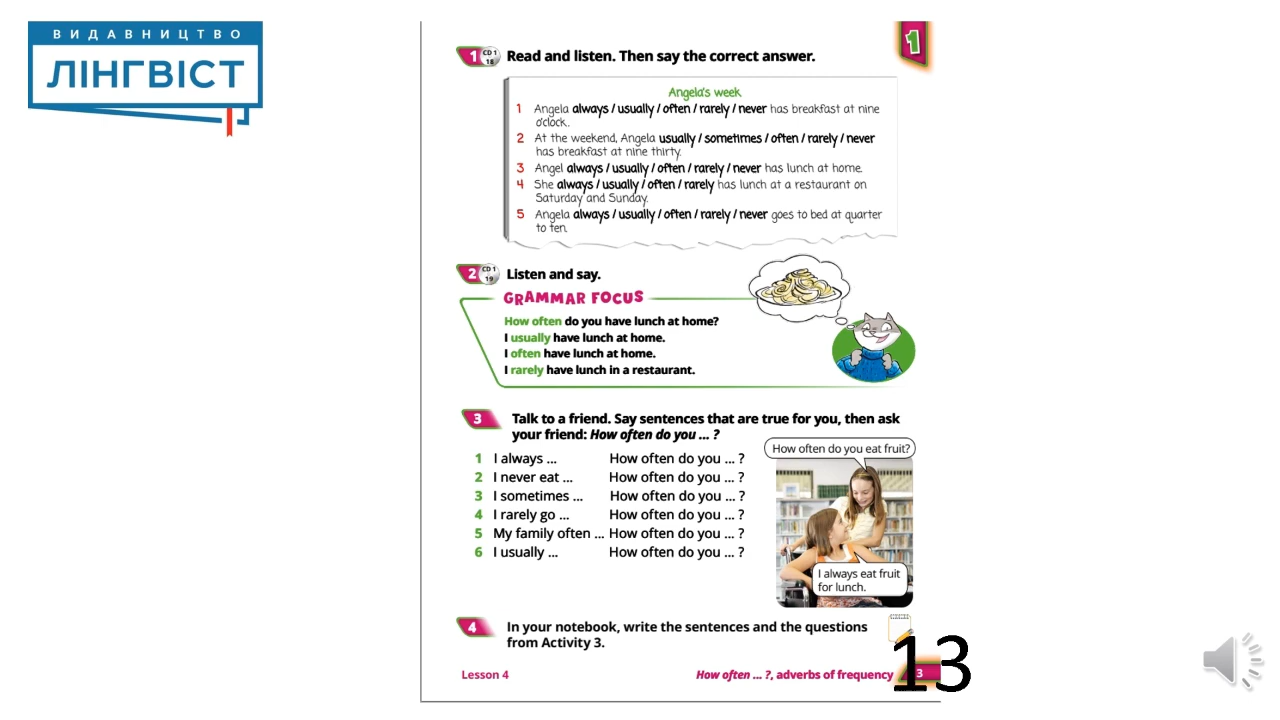 ВИДАВНИЦТВО
ЛІНГВІСТ
1
1 CD 1 18 Read and listen. Then say the correct answer.
Angela's week
1 Angela always / usually / often / rarely / never has breakfast at nine
o'clock.
2 At the weekend, Angela usually / sometimes / often / rarely / never
has breakfast at nine thirty.
3 Angel always / usually / often / rarely / never has lunch at home.
4 She always / usually / often / rarely has lunch at a restaurant on
Saturday and Sunday.
5 Angela always / usually / often / rarely / never goes to bed at quarter
to ten.
2 CD 1 19 Listen and say.
GRAMMAR FOCUS
How often do you have lunch at home?
I usually have lunch at home.
I often have lunch at home.
I rarely have lunch in a restaurant.
3 Talk to a friend. Say sentences that are true for you, then ask
your friend: How often do you ... ?
1 I always ... How often do you ... ?
2 I never eat ... How often do you ... ?
3 I sometimes ... How often do you ... ?
4 I rarely go ... How often do you ... ?
5 My family often ... How often do you ... ?
6 I usually ... How often do you ... ?
How often do you eat fruit?
I always eat fruit
for lunch.
4 In your notebook, write the sentences and the questions
from Activity 3.
Lesson 4
How often ... ?, adverbs of frequency
13
3